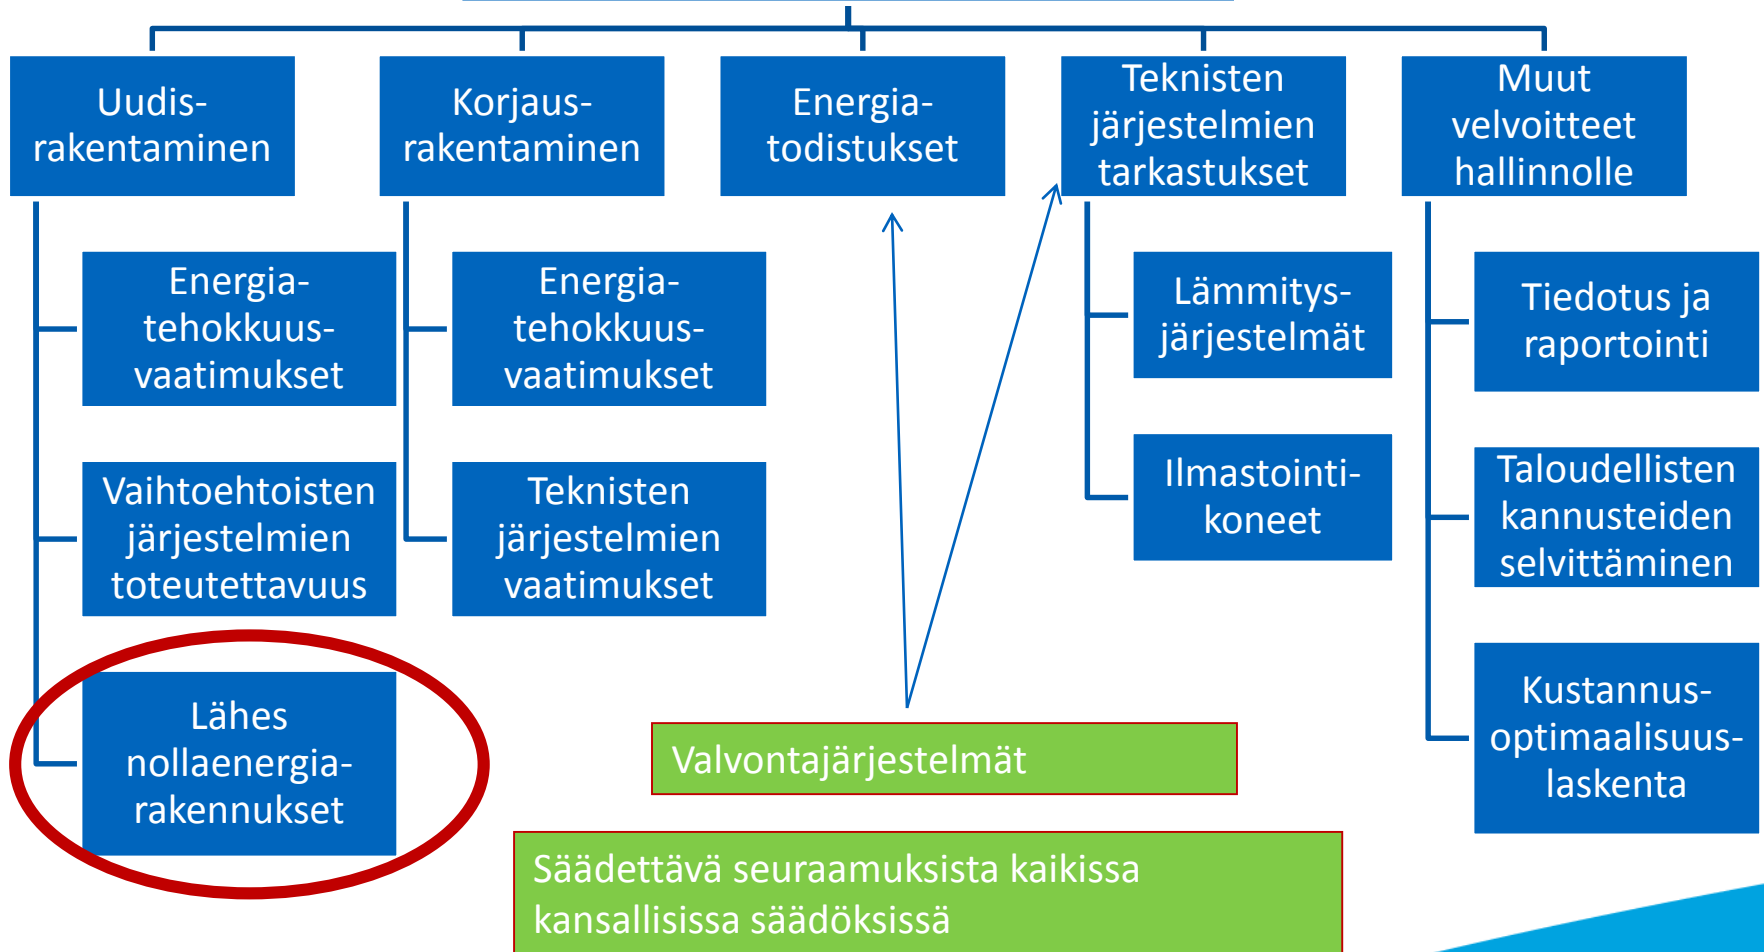 Uudis-
rakentaminen
Korjaus-
rakentaminen
Energia-
todistukset
Teknisten
järjestelmien
tarkastukset
Muut
velvoitteet
hallinnolle
Energia-
tehokkuus-
vaatimukset
Energia-
tehokkuus-
vaatimukset
Lämmitys-
järjestelmät
Tiedotus ja
raportointi
Vaihtoehtoisten
järjestelmien
toteutettavuus
Teknisten
järjestelmien
vaatimukset
Ilmastointi-
koneet
Taloudellisten
kannusteiden
selvittäminen
Lähes
nollaenergia-
rakennukset
Kustannus-
optimaalisuus-
laskenta
Valvontajärjestelmät
Säädettävä seuraamuksista kaikissa
kansallisissa säädöksissä